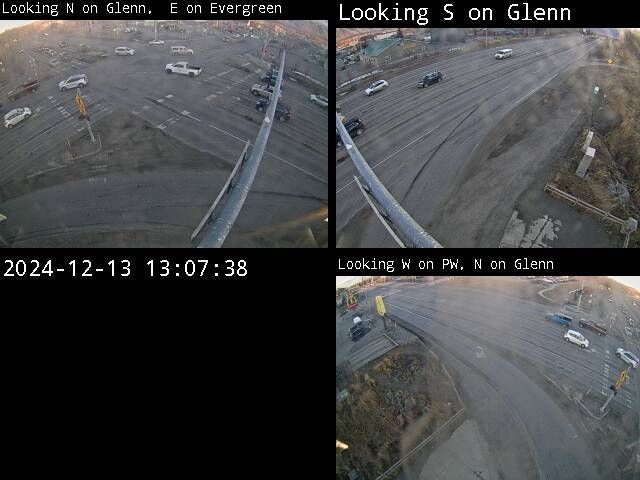 Looking N on Glenn,  E on Evergreen
Looking S on Glenn
2024-12-13 13:07:38
Looking W on PW, N on Glenn